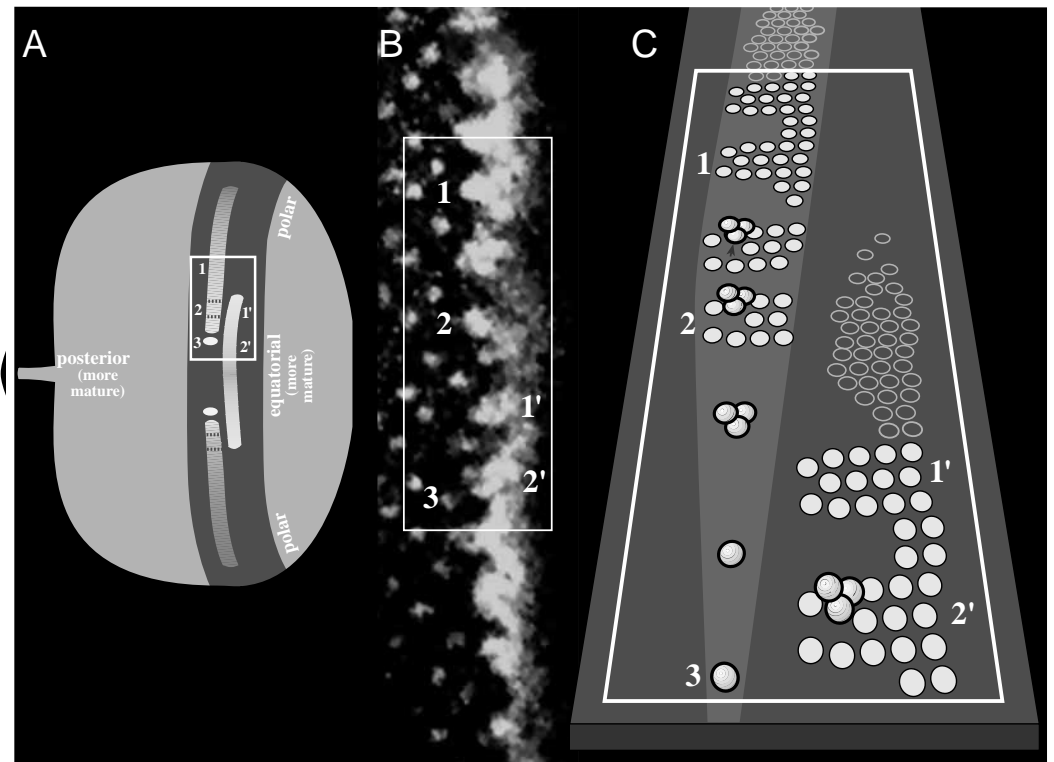 A
polar
1
2
1'
3
2'
posterior
(more
mature)
equatorial
(more
mature)
polar
B
1
2
1'
2'
3
C
1
2
1'
2'
3